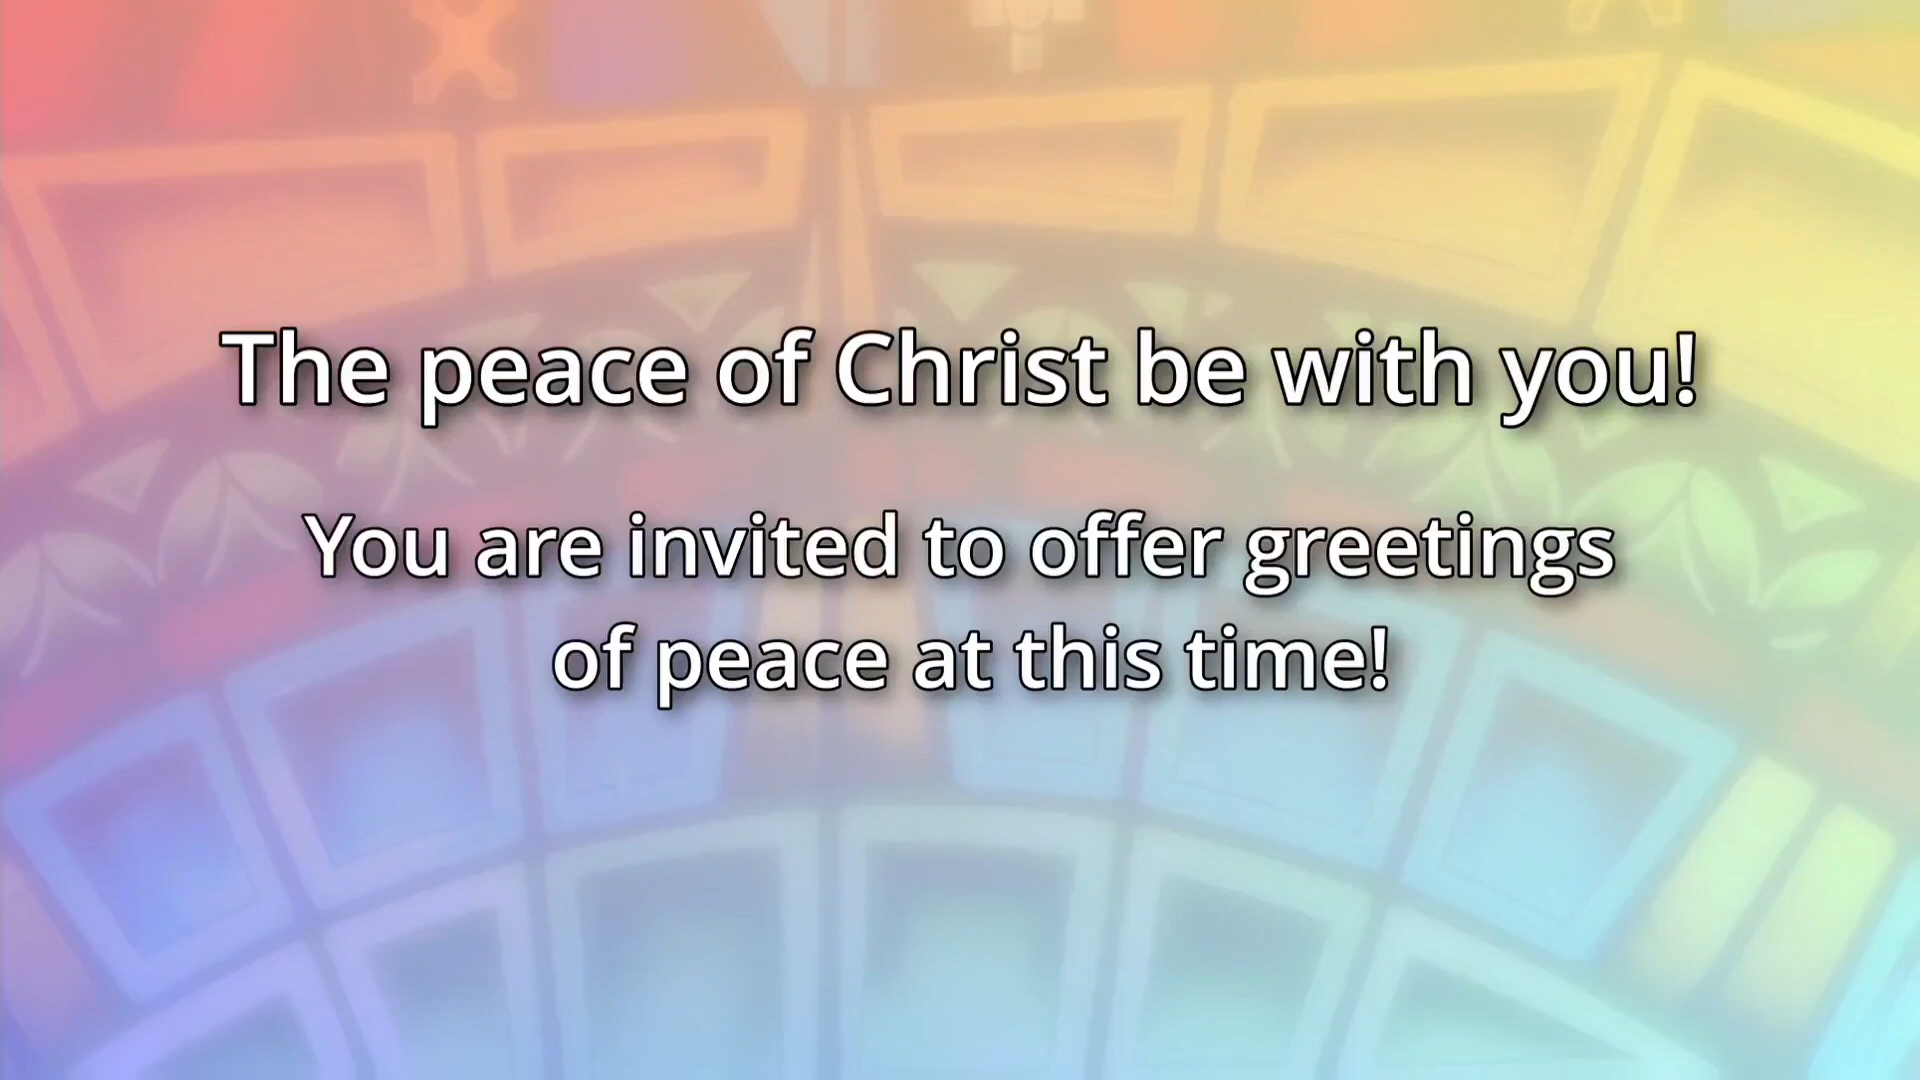 The peace of Christ be with you!
You are invited to offer greetings
of peace at this time!